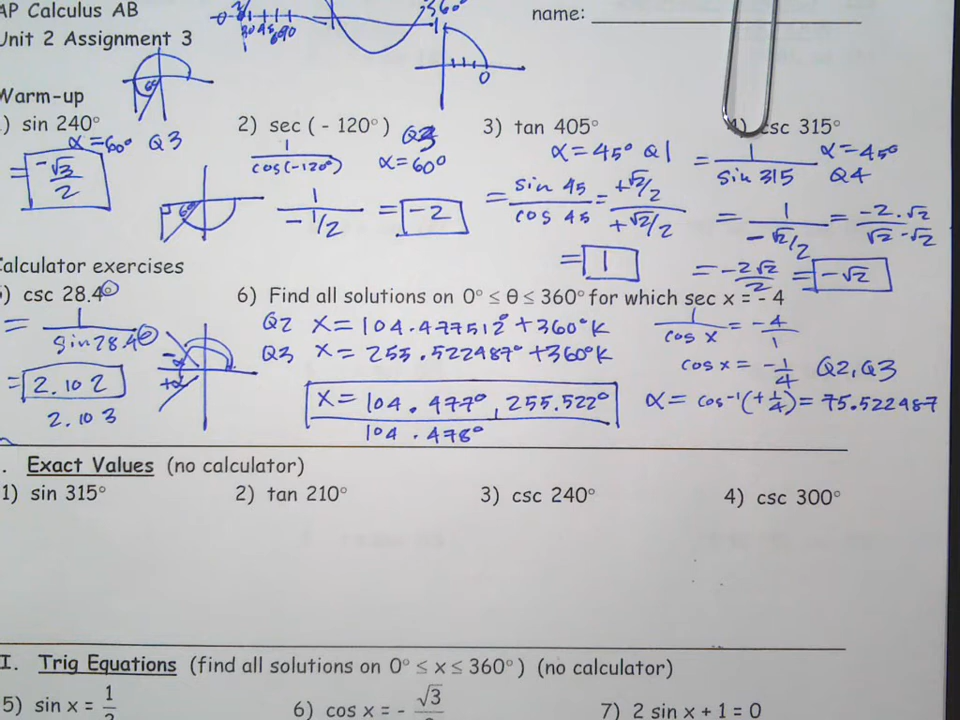 AP Calculus AB
name:
Unit 2 Assignment 3
0
Warm-up
) sin 240°
2) sec (- 120°)
3) tan 405°
csc 315°
α=60° Q3
= -√3/2
60°
1/cos(-120°)
α=60°
1/(-1/2) = -2
α=45° Q1
= sin 45/cos 45 = (+√2/2)/(+√2/2)
= 1
= 1/sin 315
α=45°
Q4
= 1/(-√2/2) = (-2·√2)/(√2·√2)
= -2√2/2 = -√2
Calculator exercises
) csc 28.4°
6) Find all solutions on 0° ≤ θ ≤ 360° for which sec x = - 4
= 1/sin 28.4°
= 2.102
2.103
Q2 x = 104.477512° + 360°K
Q3 x = 255.522487° + 360°K
x = 104.477°, 255.522°
104.478°
1/cos x = -4/1
cos x = -1/4 Q2, Q3
α = cos⁻¹(+1/4) = 75.522487
-α
+α
. Exact Values (no calculator)
1) sin 315°
2) tan 210°
3) csc 240°
4) csc 300°
I. Trig Equations (find all solutions on 0° ≤ x ≤ 360°) (no calculator)
5) sin x = 1
6) cos x = - √3
7) 2 sin x + 1 = 0